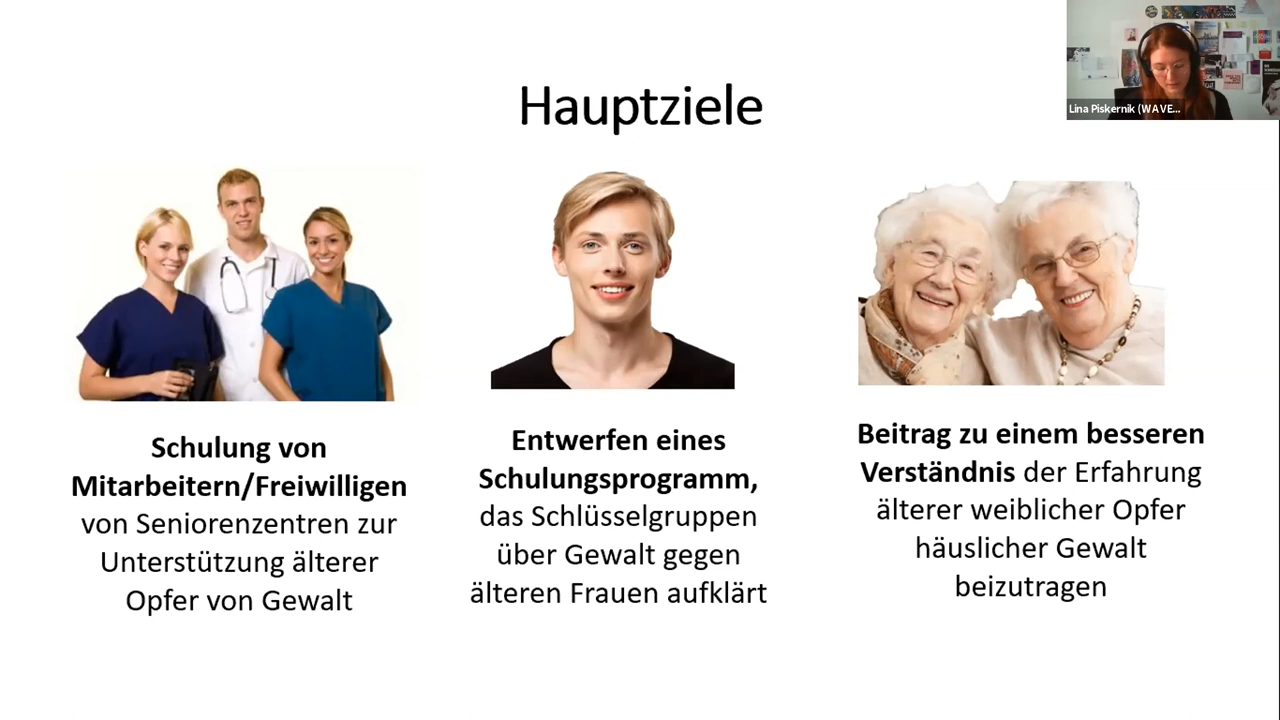 Hauptziele
Lina Piskernik (WAVE...
Schulung von
Mitarbeitern/Freiwilligen
von Seniorenzentren zur
Unterstützung älterer
Opfer von Gewalt
Entwerfen eines
Schulungsprogramm,
das Schlüsselgruppen
über Gewalt gegen
älteren Frauen aufklärt
Beitrag zu einem besseren
Verständnis der Erfahrung
älterer weiblicher Opfer
häuslicher Gewalt
beizutragen